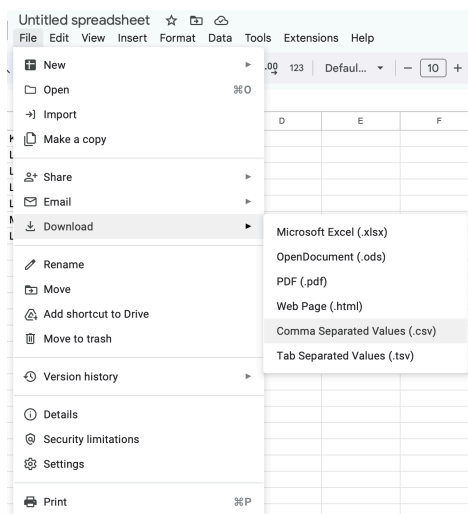 Untitled spreadsheet
File Edit View Insert Format Data Tools Extensions Help
New
.00 123 Defaul... 10
Open ⌘O
Import
D E F
Make a copy
Share
Email
Download
Microsoft Excel (.xlsx)
OpenDocument (.ods)
Rename
PDF (.pdf)
Move
Web Page (.html)
Add shortcut to Drive
Comma Separated Values (.csv)
Move to trash
Tab Separated Values (.tsv)
Version history
Details
Security limitations
Settings
Print ⌘P